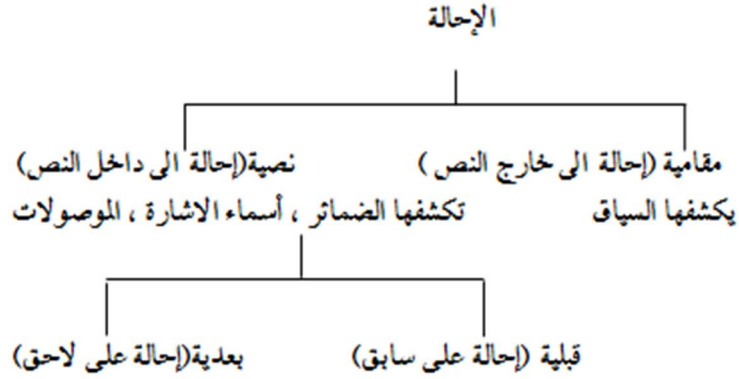 الإحالة
مقامية (إحالة الى خارج النص ) نصية(إحالة الى داخل النص)
يكشفها السياق تكشفها الضمائر ، أسماء الاشارة ، الموصولات
قبلية (إحالة على سابق) بعدية(إحالة على لاحق)